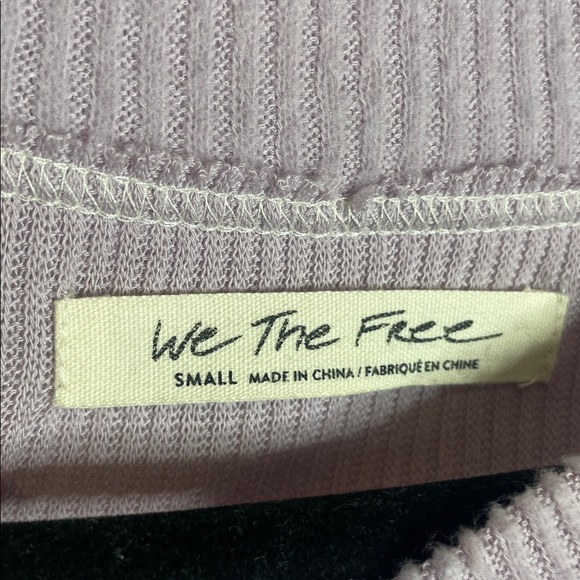 We The Free
SMALL MADE IN CHINA / FABRIQUÉ EN CHINE